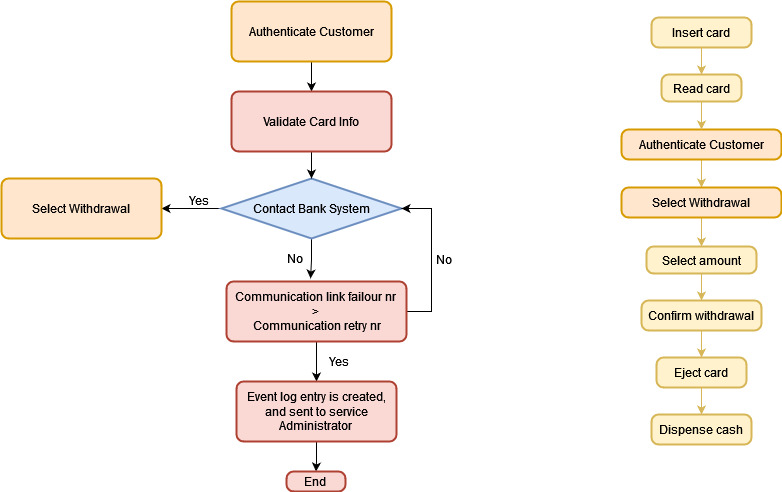 Authenticate Customer
Validate Card Info
Contact Bank System
Yes
Select Withdrawal
No
No
Communication link failour nr
>
Communication retry nr
Yes
Event log entry is created,
and sent to service
Administrator
End
Insert card
Read card
Authenticate Customer
Select Withdrawal
Select amount
Confirm withdrawal
Eject card
Dispense cash